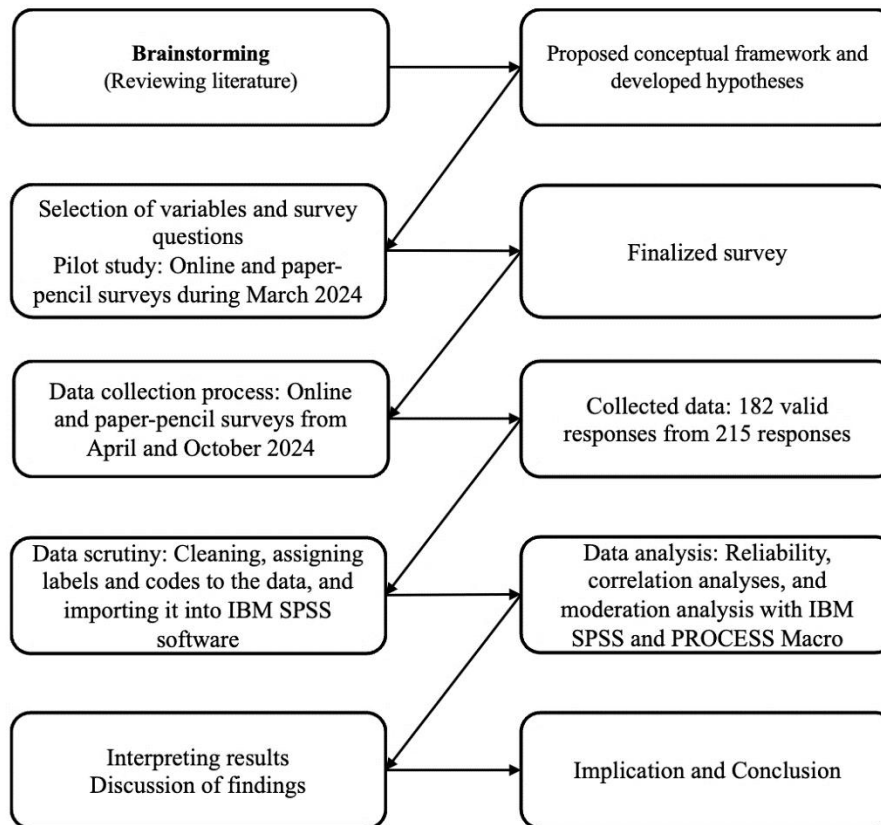 Brainstorming
(Reviewing literature)
Proposed conceptual framework and
developed hypotheses
Selection of variables and survey
questions
Pilot study: Online and paper-
pencil surveys during March 2024
Finalized survey
Data collection process: Online
and paper-pencil surveys from
April and October 2024
Collected data: 182 valid
responses from 215 responses
Data scrutiny: Cleaning, assigning
labels and codes to the data, and
importing it into IBM SPSS
software
Data analysis: Reliability,
correlation analyses, and
moderation analysis with IBM
SPSS and PROCESS Macro
Interpreting results
Discussion of findings
Implication and Conclusion